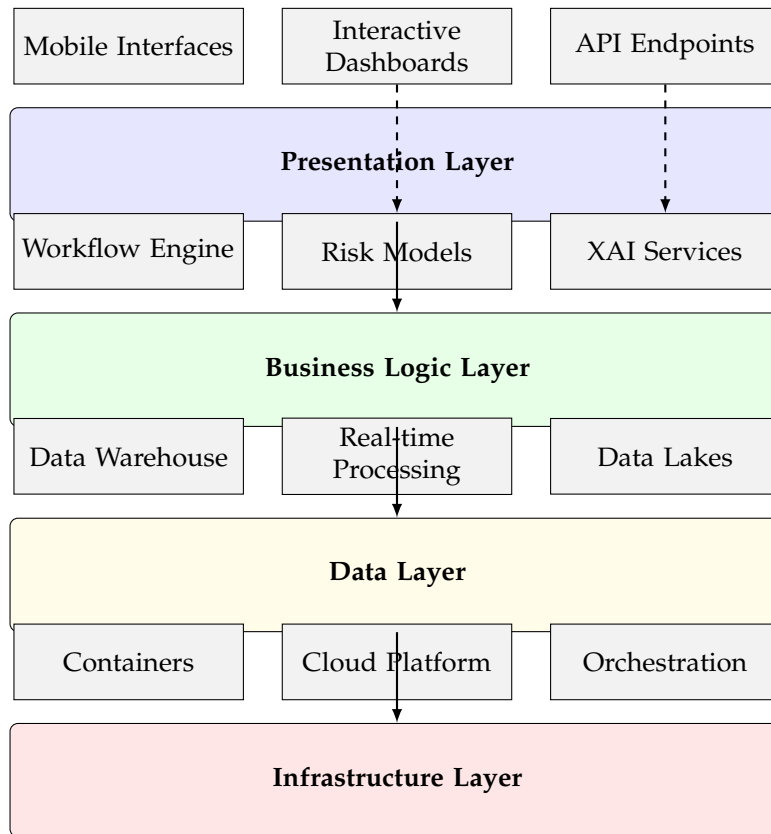 Mobile Interfaces
Interactive
Dashboards
API Endpoints
Presentation Layer
Workflow Engine
Risk Models
XAI Services
Business Logic Layer
Data Warehouse
Real-time
Processing
Data Lakes
Data Layer
Containers
Cloud Platform
Orchestration
Infrastructure Layer